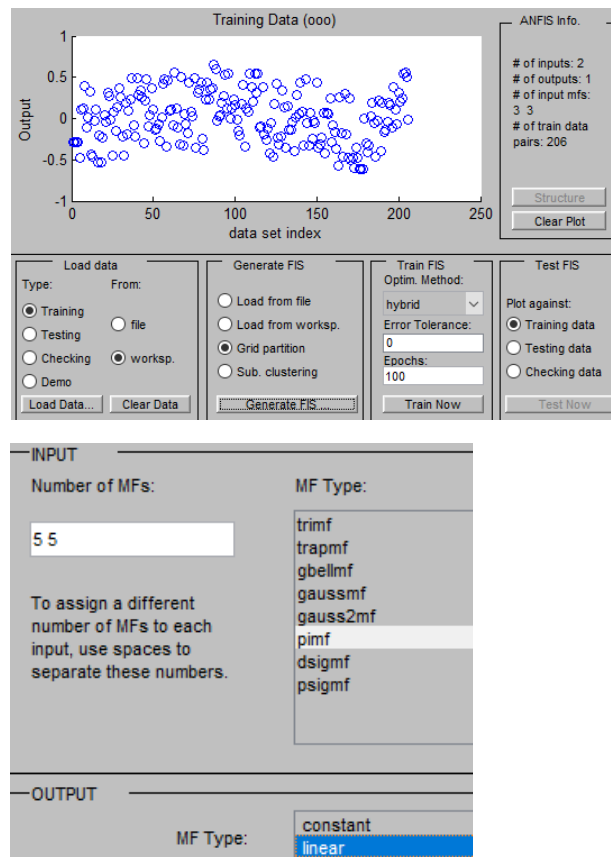 Training Data (ooo)
1
0.5
0
-0.5
-1
Output
0
50
100
150
200
250
data set index
ANFIS Info.
# of inputs: 2
# of outputs: 1
# of input mfs:
3 3
# of train data
pairs: 206
Structure
Clear Plot
Load data
Type:
From:
Training
Testing
Checking
Demo
file
worksp.
Load Data...
Clear Data
Generate FIS
Load from file
Load from worksp.
Grid partition
Sub. clustering
Generate FIS ...
Train FIS
Optim. Method:
hybrid
Error Tolerance:
0
Epochs:
100
Train Now
Test FIS
Plot against:
Training data
Testing data
Checking data
Test Now
INPUT
Number of MFs:
5 5
To assign a different
number of MFs to each
input, use spaces to
separate these numbers.
MF Type:
trimf
trapmf
gbellmf
gaussmf
gauss2mf
pimf
dsigmf
psigmf
OUTPUT
MF Type:
constant
linear